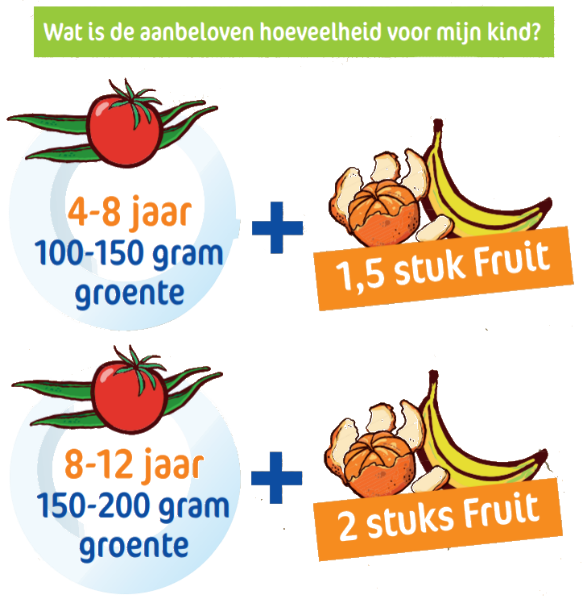 Wat is de aanbeloven hoeveelheid voor mijn kind?
4-8 jaar
100-150 gram
groente
+
1,5 stuk Fruit
8-12 jaar
150-200 gram
groente
+
2 stuks Fruit